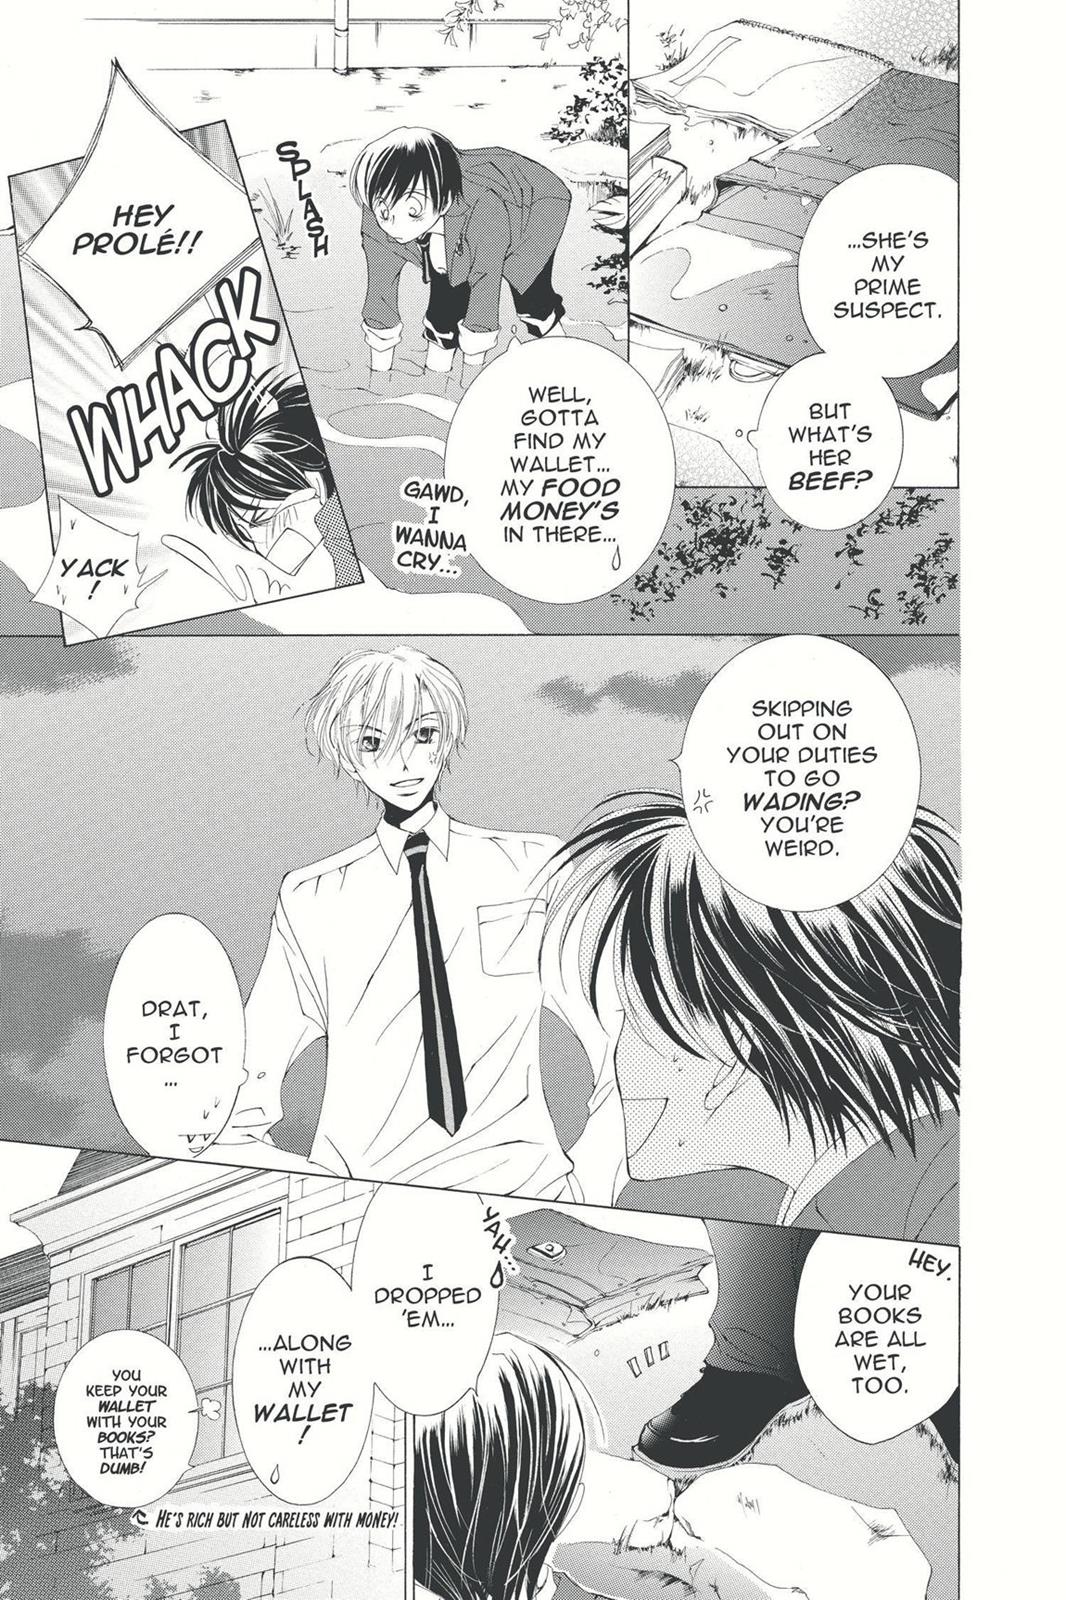 ...SHE'S
MY
PRIME
SUSPECT.
BUT
WHAT'S
HER
BEEF?
SPLASH
WELL,
GOTTA
FIND MY
WALLET...
MY FOOD
MONEY'S
IN THERE...
GAWD,
I
WANNA
CRY...
HEY
PROLÉ!!
WHACK
YACK!
SKIPPING
OUT ON
YOUR DUTIES
TO GO
WADING?
YOU'RE
WEIRD.
DRAT,
I
FORGOT
...
HEY.
YOUR
BOOKS
ARE ALL
WET,
TOO.
YAH...
I
DROPPED
'EM...
...ALONG
WITH
MY
WALLET
!
YOU
KEEP YOUR
WALLET
WITH YOUR
BOOKS?
THAT'S
DUMB!
HE'S RICH BUT NOT CARELESS WITH MONEY!